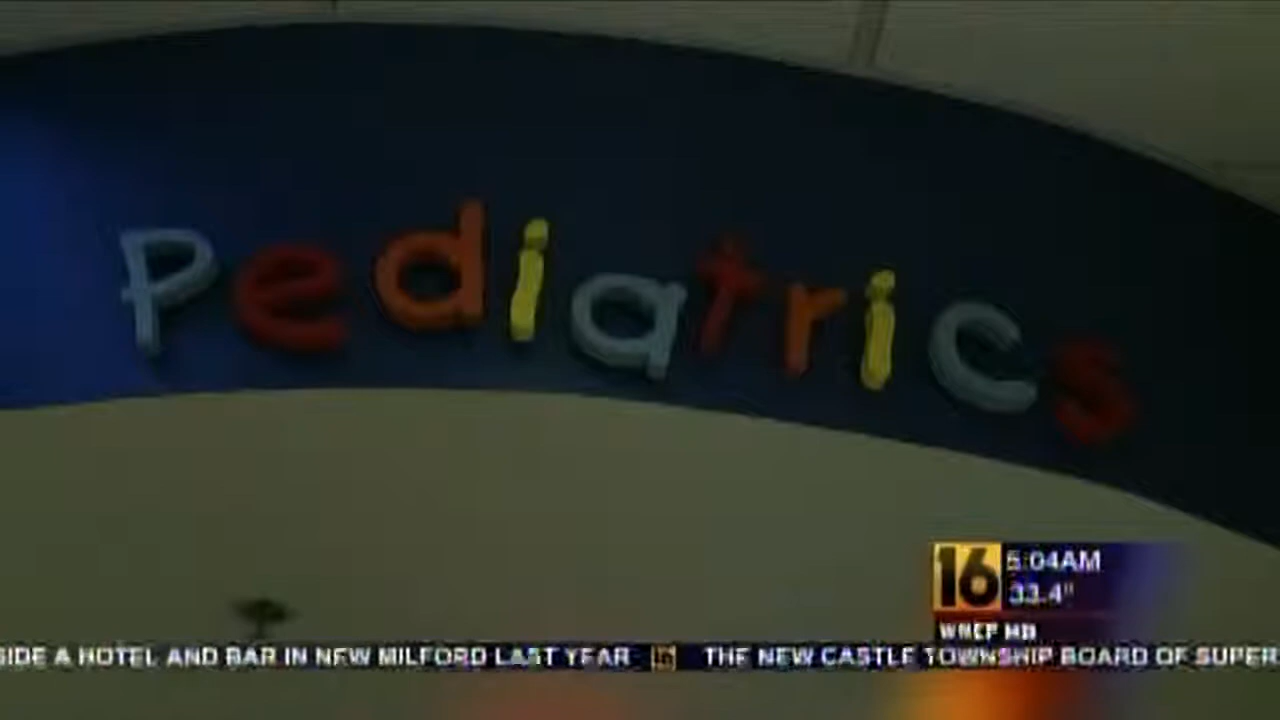 Pediatrics
16
5:04AM
33.4°
WNEP HD
SIDE A HOTEL AND BAR IN NEW MILFORD LAST YEAR 16 THE NEW CASTLE TOWNSHIP BOARD OF SUPER